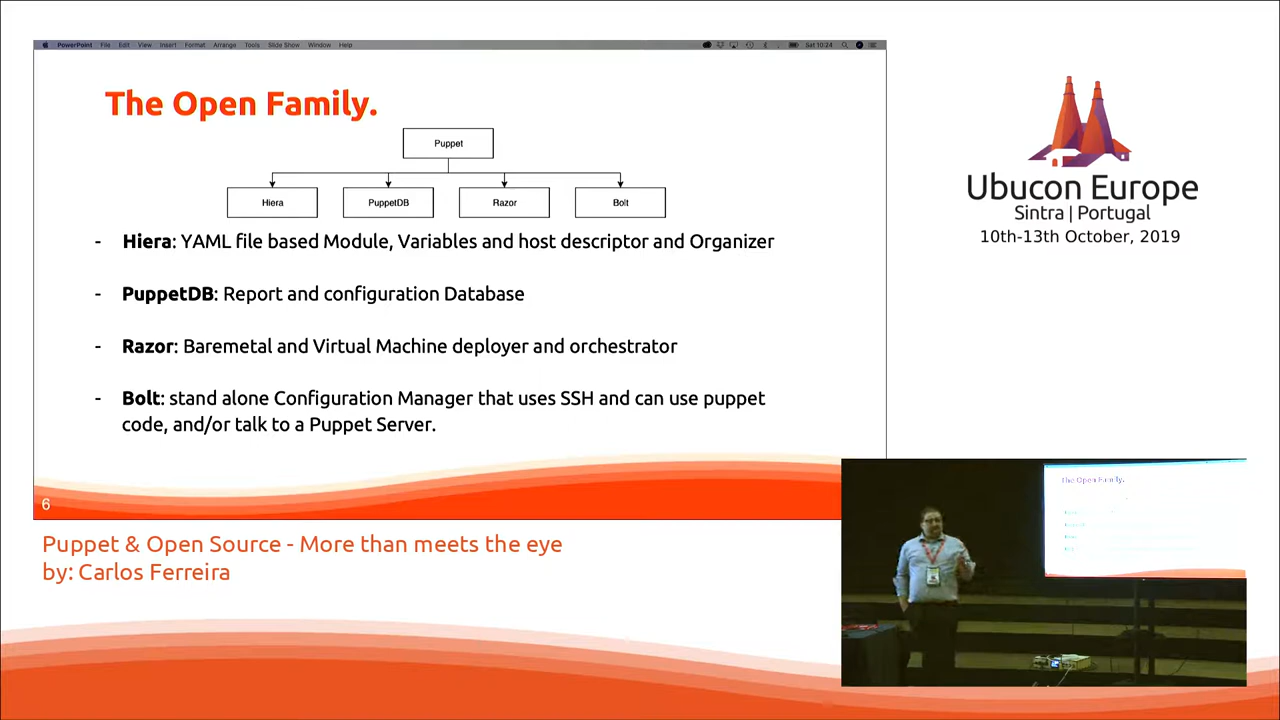 PowerPoint File Edit View Insert Format Arrange Tools Slide Show Window Help
Sat 10:24
The Open Family.
Puppet
Hiera PuppetDB Razor Bolt
- Hiera: YAML file based Module, Variables and host descriptor and Organizer
- PuppetDB: Report and configuration Database
- Razor: Baremetal and Virtual Machine deployer and orchestrator
- Bolt: stand alone Configuration Manager that uses SSH and can use puppet
code, and/or talk to a Puppet Server.
6
Ubucon Europe
Sintra | Portugal
10th-13th October, 2019
The Open Family.
Puppet & Open Source - More than meets the eye
by: Carlos Ferreira